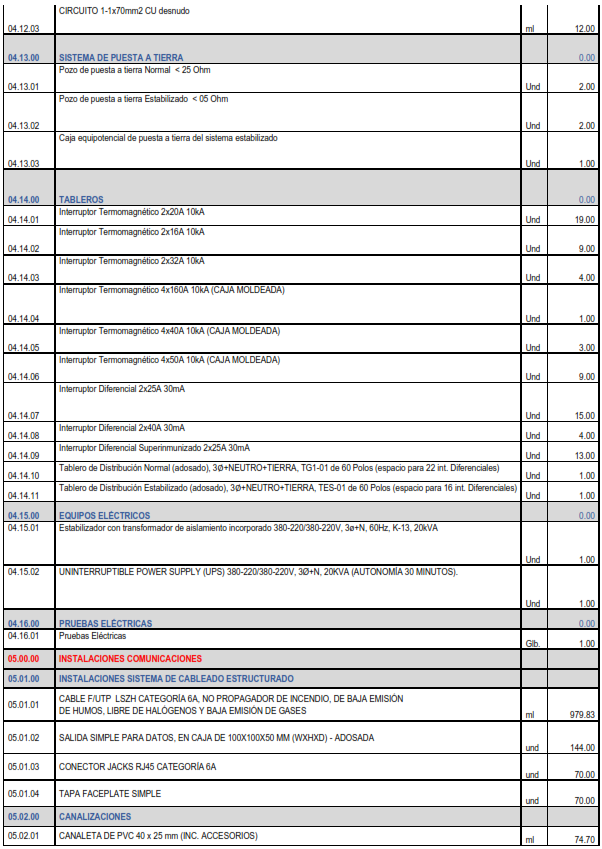 CIRCUITO 1-1x70mm2 CU desnudo
04.12.03 ml 12.00
04.13.00 SISTEMA DE PUESTA A TIERRA 0.00
Pozo de puesta a tierra Normal < 25 Ohm
04.13.01 Und 2.00
Pozo de puesta a tierra Estabilizado < 05 Ohm
04.13.02 Und 2.00
Caja equipotencial de puesta a tierra del sistema estabilizado
04.13.03 Und 1.00
04.14.00 TABLEROS 0.00
Interruptor Termomagnético 2x20A 10kA
04.14.01 Und 19.00
Interruptor Termomagnético 2x16A 10kA
04.14.02 Und 9.00
Interruptor Termomagnético 2x32A 10kA
04.14.03 Und 4.00
Interruptor Termomagnético 4x160A 10kA (CAJA MOLDEADA)
04.14.04 Und 1.00
Interruptor Termomagnético 4x40A 10kA (CAJA MOLDEADA)
04.14.05 Und 3.00
Interruptor Termomagnético 4x50A 10kA (CAJA MOLDEADA)
04.14.06 Und 9.00
Interruptor Diferencial 2x25A 30mA
04.14.07 Und 15.00
Interruptor Diferencial 2x40A 30mA
04.14.08 Und 4.00
Interruptor Diferencial Superinmunizado 2x25A 30mA
04.14.09 Und 13.00
Tablero de Distribución Normal (adosado), 3Ø+NEUTRO+TIERRA, TG1-01 de 60 Polos (espacio para 22 int. Diferenciales)
04.14.10 Und 1.00
Tablero de Distribución Estabilizado (adosado), 3Ø+NEUTRO+TIERRA, TES-01 de 60 Polos (espacio para 16 int. Diferenciales)
04.14.11 Und 1.00
04.15.00 EQUIPOS ELÉCTRICOS 0.00
04.15.01 Estabilizador con transformador de aislamiento incorporado 380-220/380-220V, 3ø+N, 60Hz, K-13, 20kVA
Und 1.00
04.15.02 UNINTERRUPTIBLE POWER SUPPLY (UPS) 380-220/380-220V, 3Ø+N, 20KVA (AUTONOMÍA 30 MINUTOS).
Und 1.00
04.16.00 PRUEBAS ELÉCTRICAS 0.00
04.16.01 Pruebas Eléctricas
Glb. 1.00
05.00.00 INSTALACIONES COMUNICACIONES
05.01.00 INSTALACIONES SISTEMA DE CABLEADO ESTRUCTURADO
05.01.01 CABLE F/UTP LSZH CATEGORÍA 6A, NO PROPAGADOR DE INCENDIO, DE BAJA EMISIÓN
DE HUMOS, LIBRE DE HALÓGENOS Y BAJA EMISIÓN DE GASES
ml 979.83
05.01.02 SALIDA SIMPLE PARA DATOS, EN CAJA DE 100X100X50 MM (WXHXD) - ADOSADA
und 144.00
05.01.03 CONECTOR JACKS RJ45 CATEGORÍA 6A
und 70.00
05.01.04 TAPA FACEPLATE SIMPLE
und 70.00
05.02.00 CANALIZACIONES
05.02.01 CANALETA DE PVC 40 x 25 mm (INC. ACCESORIOS)
ml 74.70